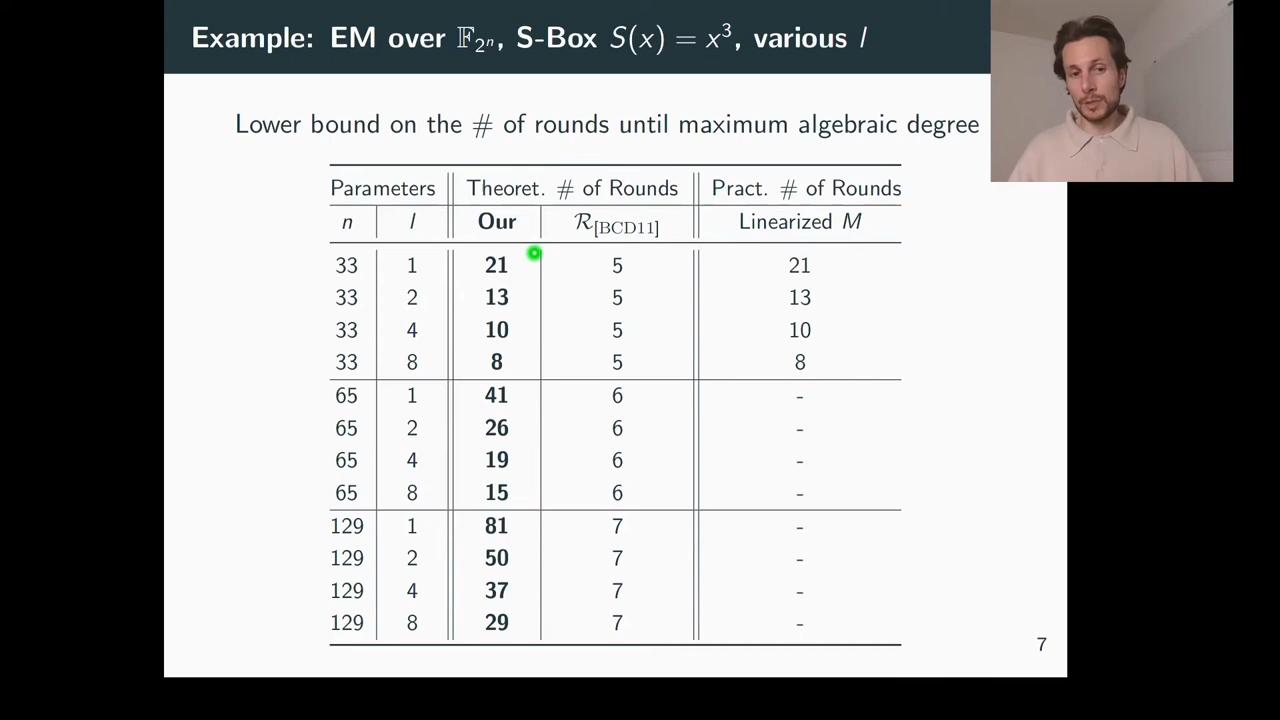 Example: EM over 𝔽₂ⁿ, S-Box S(x) = x³, various l
Lower bound on the # of rounds until maximum algebraic degree
Parameters Theoret. # of Rounds Pract. # of Rounds
n l Our R[BCD11] Linearized M
33 1 21 5 21
33 2 13 5 13
33 4 10 5 10
33 8 8 5 8
65 1 41 6 -
65 2 26 6 -
65 4 19 6 -
65 8 15 6 -
129 1 81 7 -
129 2 50 7 -
129 4 37 7 -
129 8 29 7 -
7